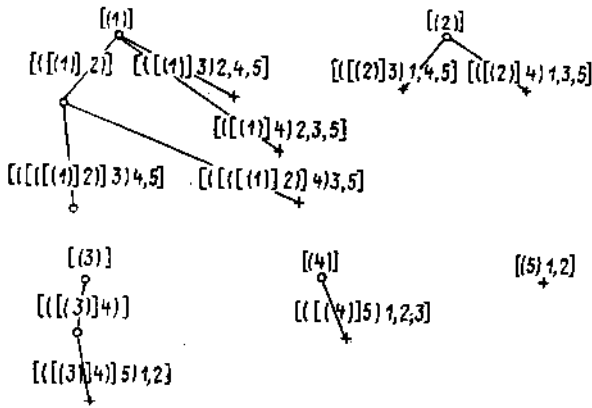 [(1)]
[(2)]
[([(1)] 2)]
[([(1)] 3) 2,4,5]
[([(2)] 3) 1,4,5]
[([(2)] 4) 1,3,5]
[([(1)] 4) 2,3,5]
[([([(1)] 2)] 3) 4,5]
[([([(1)] 2)] 4) 3,5]
[(3)]
[(4)]
[(5) 1,2]
[([(3)] 4)]
[([(4)] 5) 1,2,3]
[([(3)] 4)] 5) 1,2]